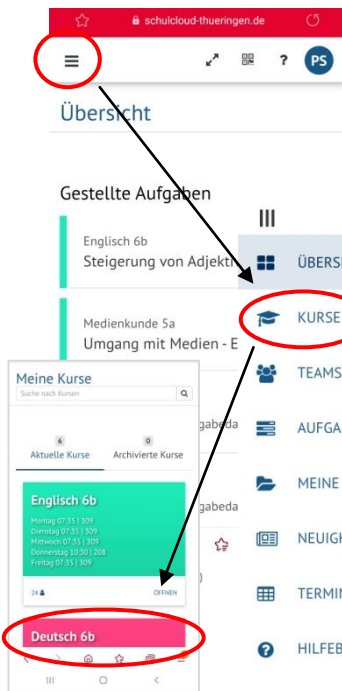 schulcloud-thueringen.de
?
PS
Übersicht
Gestellte Aufgaben
Englisch 6b
Steigerung von Adjekti
Medienkunde 5a
Umgang mit Medien - E
gabeda
gabeda
)
ÜBERSI
KURSE
TEAMS
AUFGA
MEINE
NEUIGK
TERMIN
HILFEB
Meine Kurse
Suche nach Kursen
6
0
Aktuelle Kurse
Archivierte Kurse
Englisch 6b
Montag 07:35 | 309
Dienstag 07:35 | 309
Mittwoch 07:35 | 309
Donnerstag 10:30 | 208
Freitag 07:35 | 309
24
ÖFFNEN
Deutsch 6b